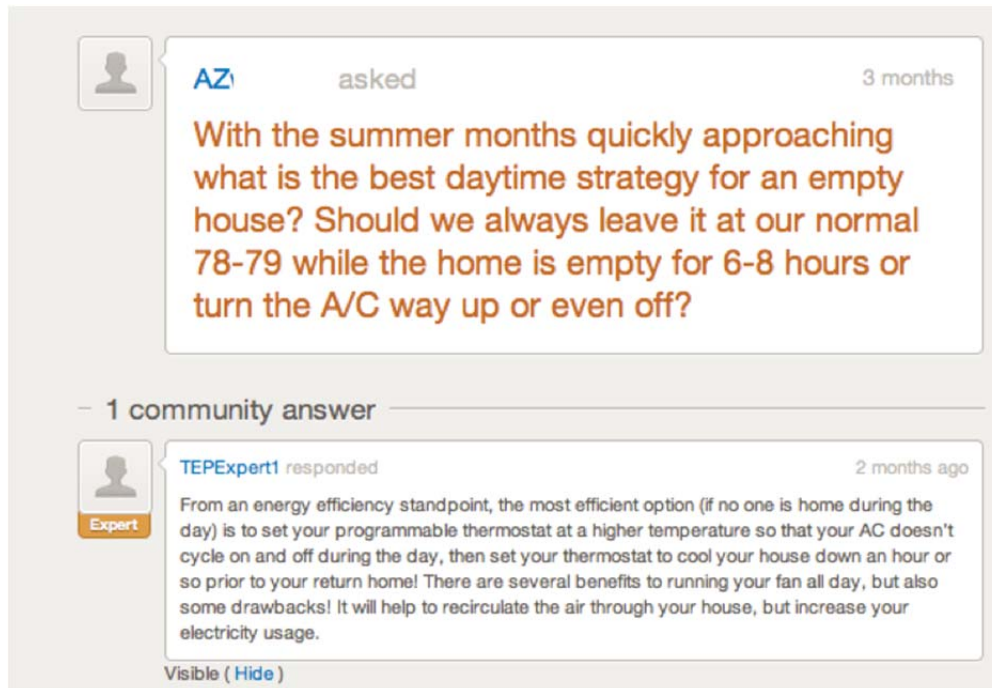 AZ asked 3 months
With the summer months quickly approaching
what is the best daytime strategy for an empty
house? Should we always leave it at our normal
78-79 while the home is empty for 6-8 hours or
turn the A/C way up or even off?
1 community answer
TEPExpert1 responded 2 months ago
Expert
From an energy efficiency standpoint, the most efficient option (if no one is home during the
day) is to set your programmable thermostat at a higher temperature so that your AC doesn't
cycle on and off during the day, then set your thermostat to cool your house down an hour or
so prior to your return home! There are several benefits to running your fan all day, but also
some drawbacks! It will help to recirculate the air through your house, but increase your
electricity usage.
Visible ( Hide )